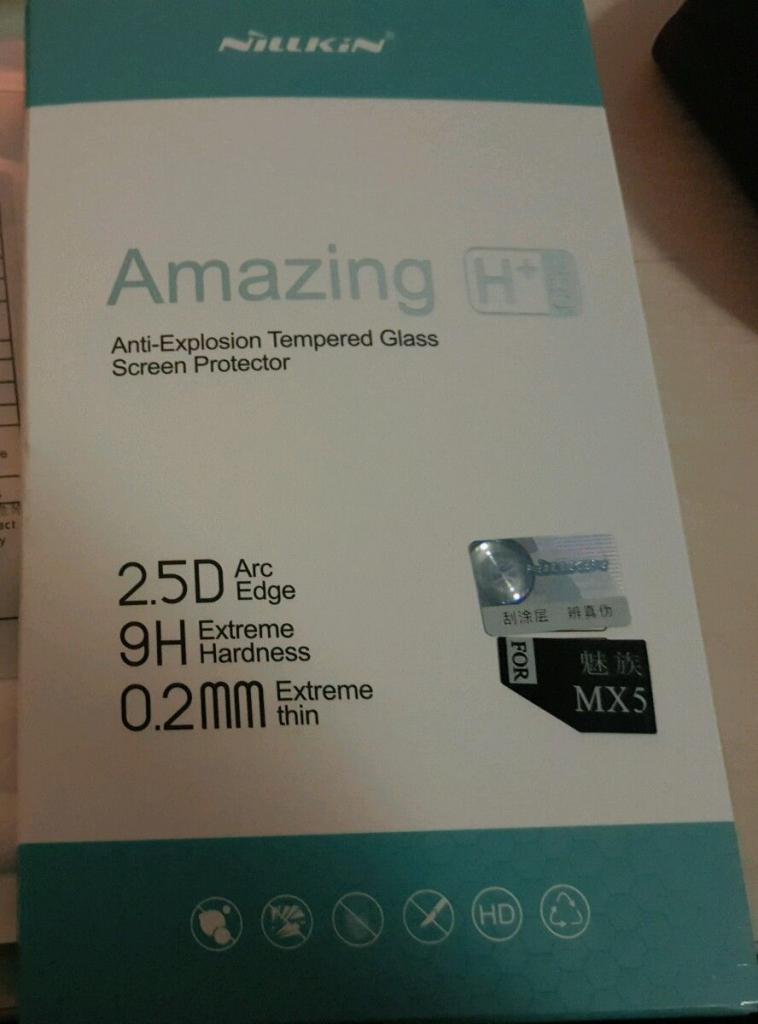 NiLLKiN
Amazing H+
Anti-Explosion Tempered Glass
Screen Protector
2.5D Arc
Edge
9H Extreme
Hardness
0.2mm Extreme
thin
刮涂层 辨真伪
FOR
魅族
MX5
HD